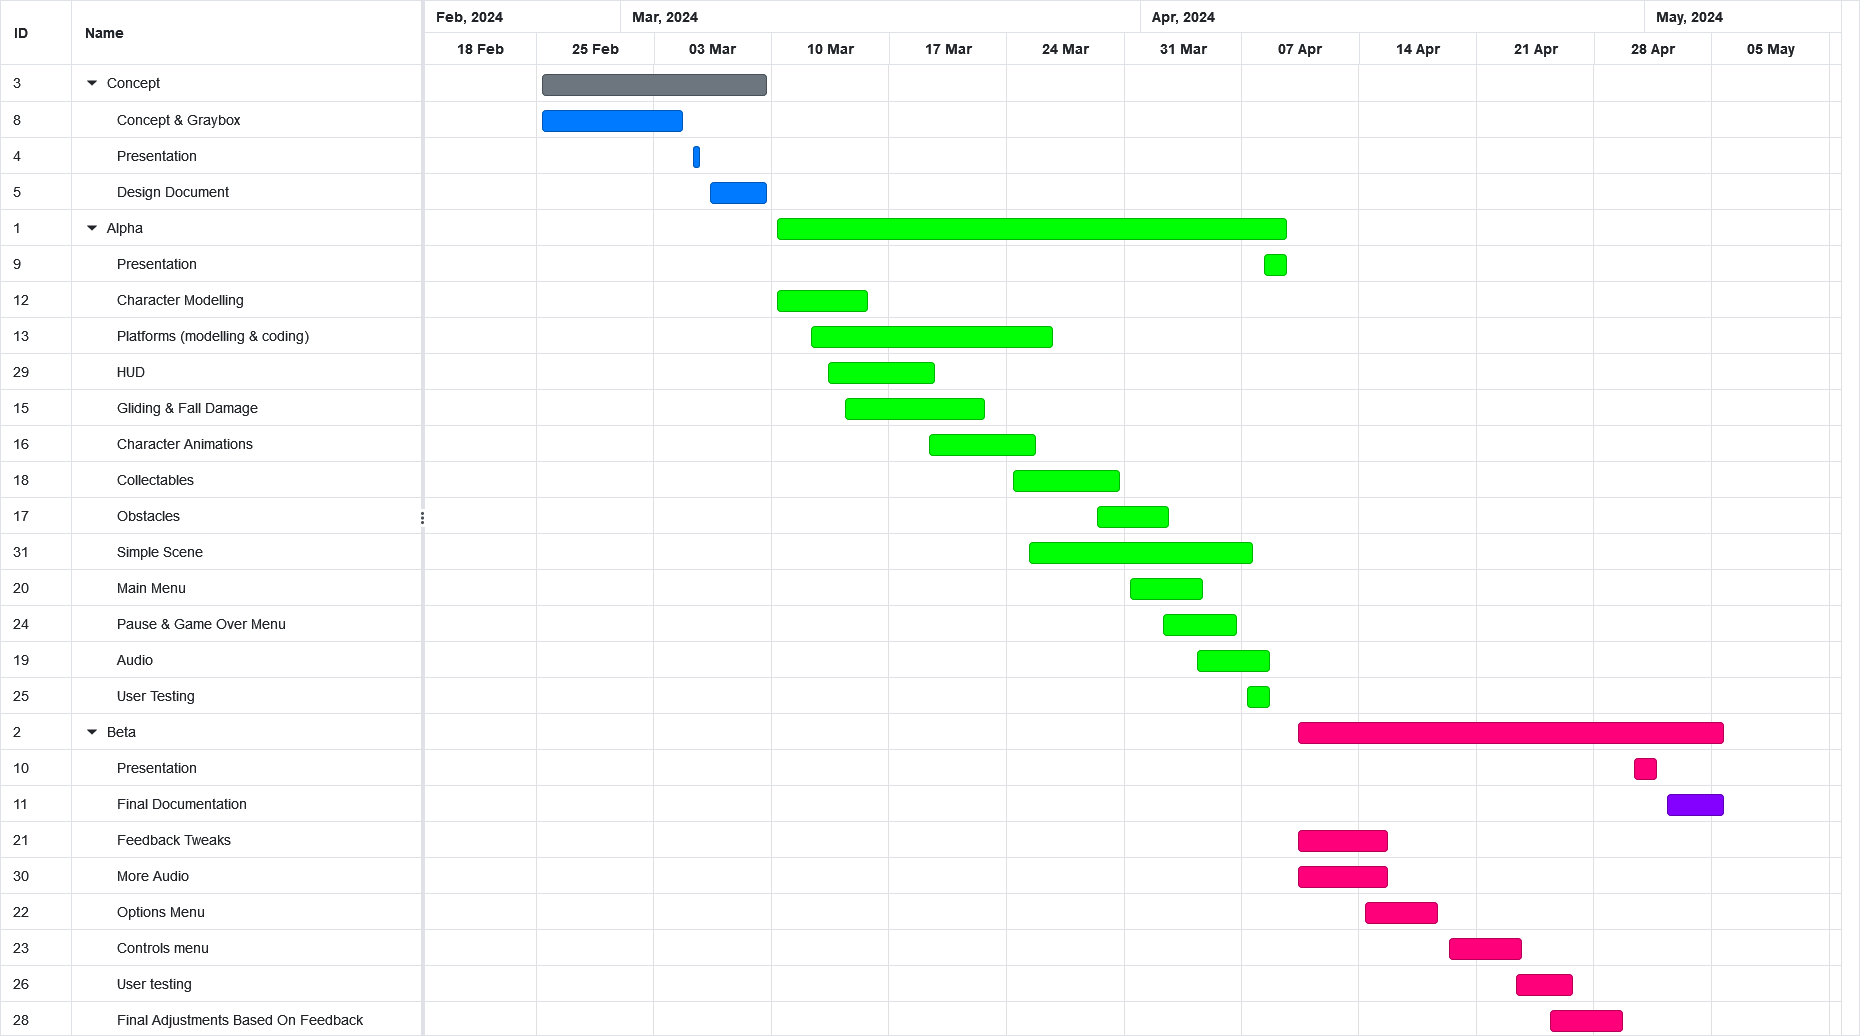 ID Name Feb, 2024 Mar, 2024 Apr, 2024 May, 2024
18 Feb 25 Feb 03 Mar 10 Mar 17 Mar 24 Mar 31 Mar 07 Apr 14 Apr 21 Apr 28 Apr 05 May
3 Concept
8 Concept & Graybox
4 Presentation
5 Design Document
1 Alpha
9 Presentation
12 Character Modelling
13 Platforms (modelling & coding)
29 HUD
15 Gliding & Fall Damage
16 Character Animations
18 Collectables
17 Obstacles
31 Simple Scene
20 Main Menu
24 Pause & Game Over Menu
19 Audio
25 User Testing
2 Beta
10 Presentation
11 Final Documentation
21 Feedback Tweaks
30 More Audio
22 Options Menu
23 Controls menu
26 User testing
28 Final Adjustments Based On Feedback